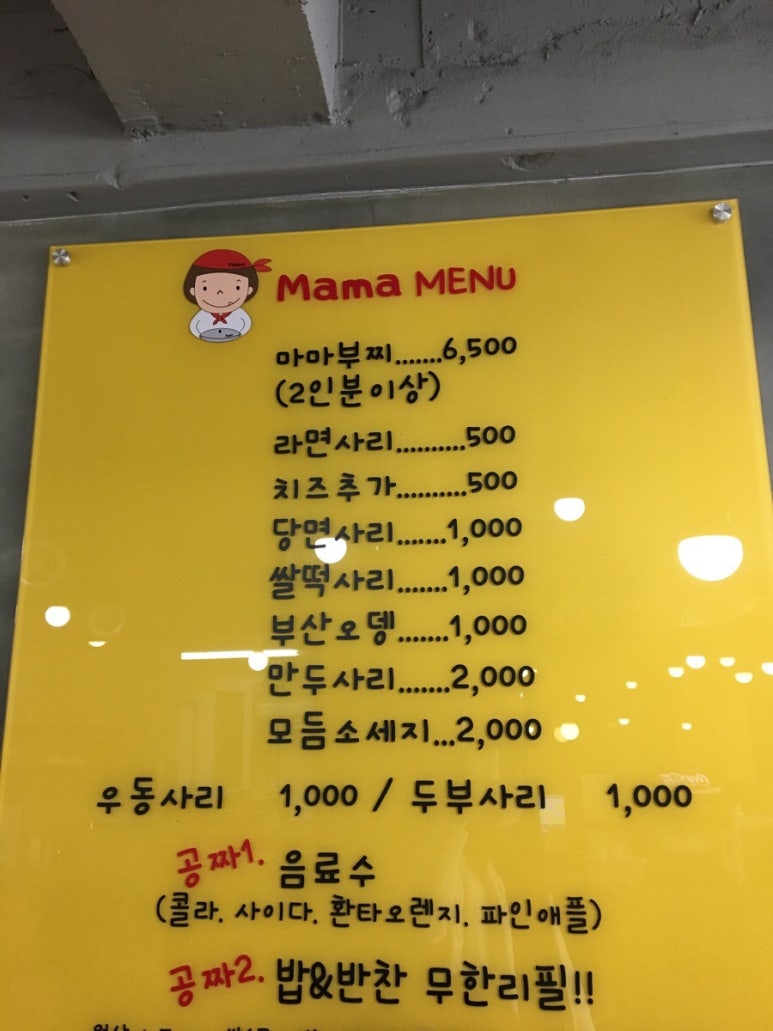 Mama MENU
마마부찌.......6,500
(2인분이상)
라면사리..........500
치즈추가..........500
당면사리.......1,000
쌀떡사리.......1,000
부산오뎅.......1,000
만두사리.......2,000
모듬소세지...2,000
우동사리 1,000 / 두부사리 1,000
공짜1. 음료수
(콜라. 사이다. 환타오렌지. 파인애플)
공짜2. 밥&반찬 무한리필!!